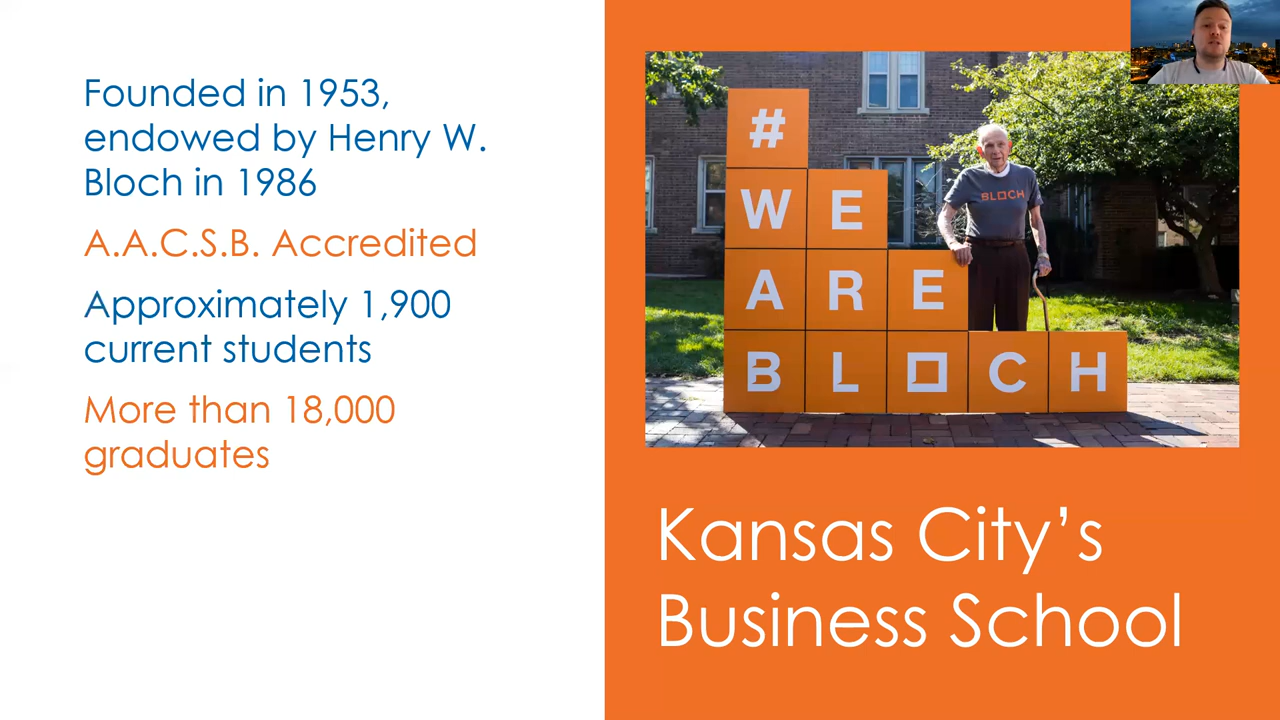 Founded in 1953,
endowed by Henry W.
Bloch in 1986
A.A.C.S.B. Accredited
Approximately 1,900
current students
More than 18,000
graduates
#
WE
ARE
BLOCH
BLOCH
Kansas City’s
Business School